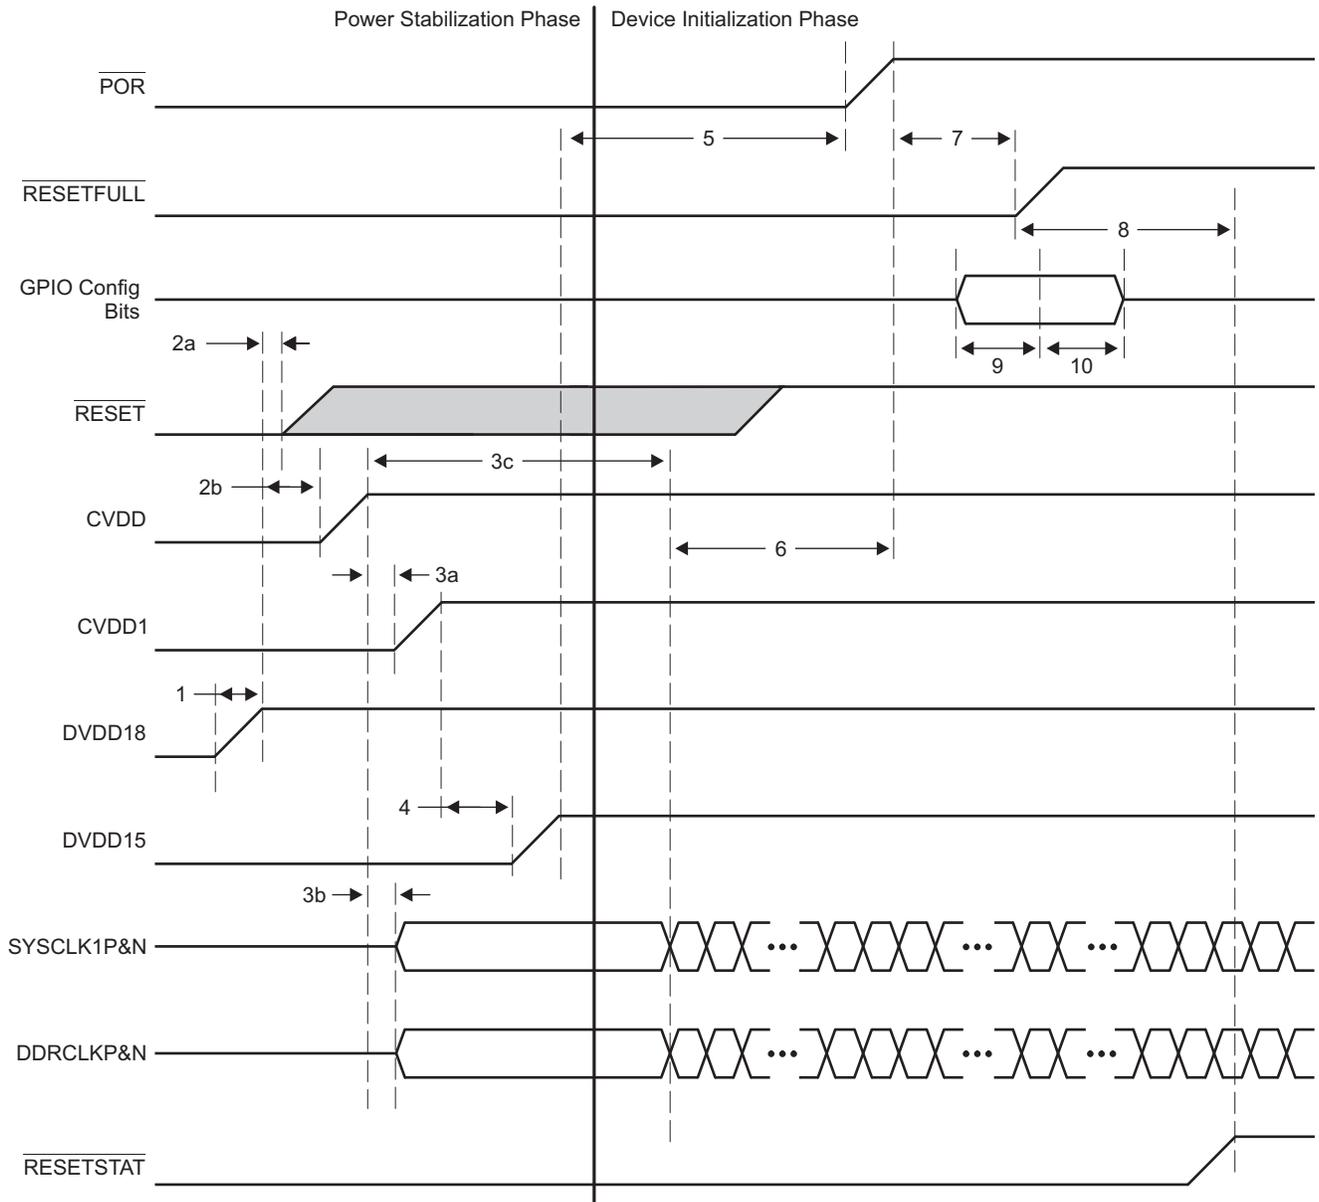 Power Stabilization Phase
Device Initialization Phase
POR
5
7
RESETFULL
8
GPIO Config
Bits
2a
9
10
RESET
3c
2b
CVDD
6
3a
CVDD1
1
DVDD18
4
DVDD15
3b
SYSCLK1P&N
•••
•••
•••
DDRCLKP&N
•••
•••
•••
RESETSTAT